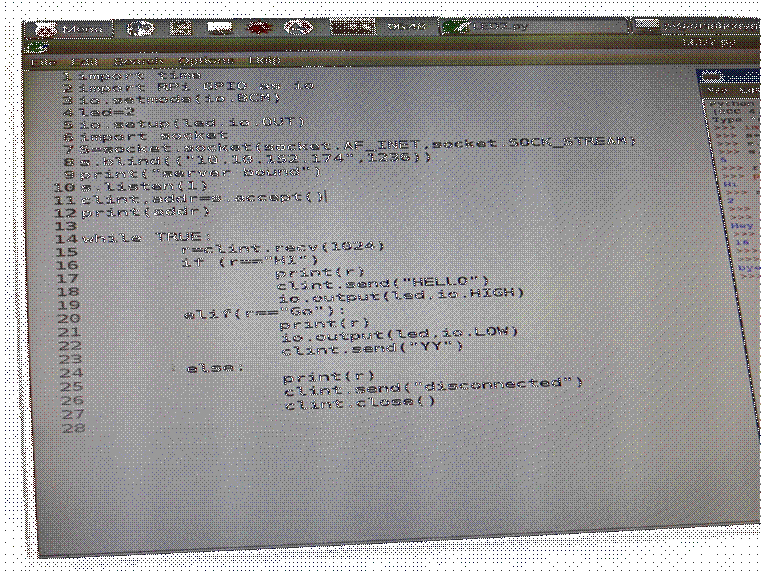 Menu
File Edit Search Options Help
1 import time
2 import RPi.GPIO as io
3 io.setmode(io.BCM)
4 led=2
5 io.setup(led,io.OUT)
6 import socket
7 S=socket.socket(socket.AF_INET,socket.SOCK_STREAM)
8 s.blind(("10.10.152.174",1238))
9 print("server bound")
10 s.listen(1)
11 clint,addr=s.accept()
12 print(addr)
13
14 while TRUE:
15 r=clint.recv(1024)
16 if (r=="Hi")
17 print(r)
18 clint.send("HELLO")
19 io.output(led,io.HIGH)
20 elif(r=="Go"):
21 print(r)
22 io.output(led,io.LOW)
23 clint.send("YY")
24 else:
25 print(r)
26 clint.send("disconnected")
27 clint.close()
28